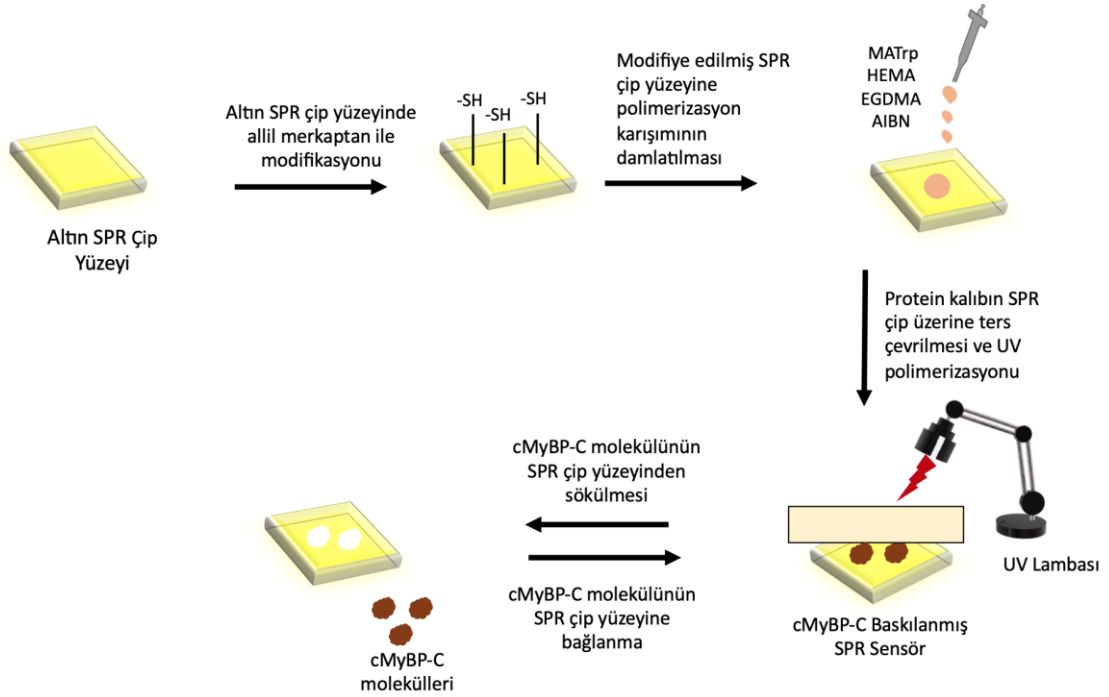 Altın SPR Çip
Yüzeyi
Altın SPR çip yüzeyinde
allil merkaptan ile
modifikasyonu
-SH
-SH
-SH
Modifiye edilmiş SPR
çip yüzeyine
polimerizasyon
karışımının
damlatılması
MATrp
HEMA
EGDMA
AIBN
Protein kalıbın SPR
çip üzerine ters
çevrilmesi ve UV
polimerizasyonu
UV Lambası
cMyBP-C Baskılanmış
SPR Sensör
cMyBP-C molekülünün
SPR çip yüzeyinden
sökülmesi
cMyBP-C molekülünün
SPR çip yüzeyine
bağlanma
cMyBP-C
molekülleri